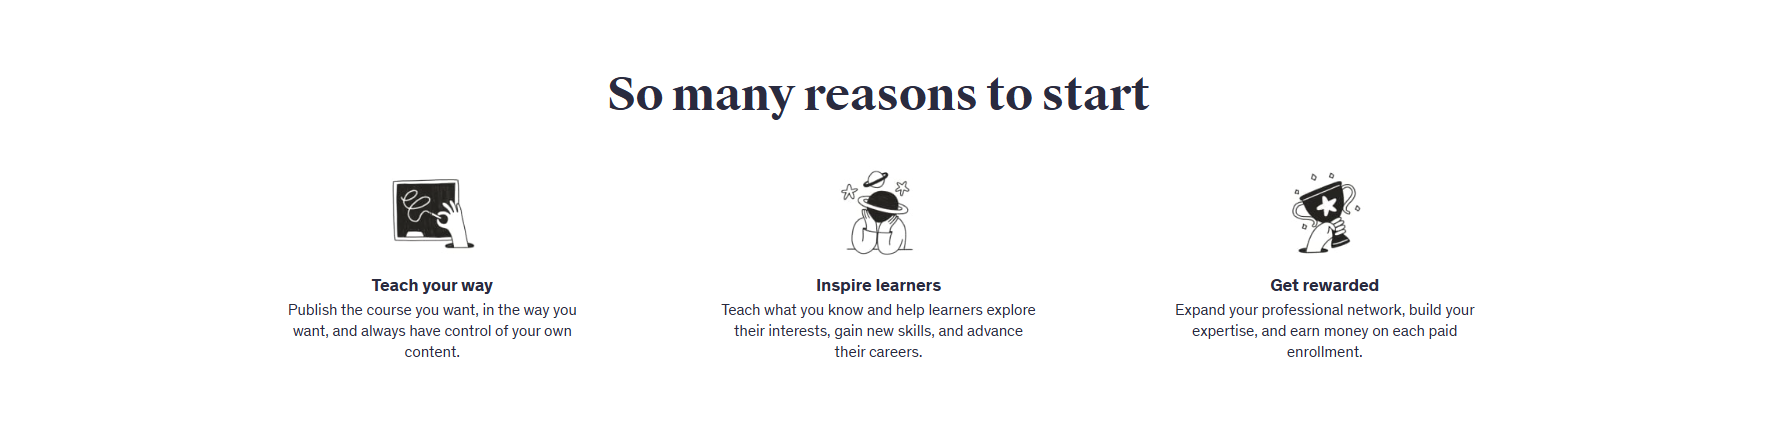 So many reasons to start
Teach your way
Publish the course you want, in the way you
want, and always have control of your own
content.
Inspire learners
Teach what you know and help learners explore
their interests, gain new skills, and advance
their careers.
Get rewarded
Expand your professional network, build your
expertise, and earn money on each paid
enrollment.